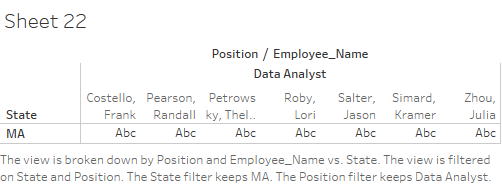 Sheet 22
Position / Employee_Name
Data Analyst
Costello, Pearson, Petrows Roby, Salter, Simard, Zhou,
State Frank Randall ky, Thel.. Lori Jason Kramer Julia
MA Abc Abc Abc Abc Abc Abc Abc
The view is broken down by Position and Employee_Name vs. State. The view is filtered
on State and Position. The State filter keeps MA. The Position filter keeps Data Analyst.